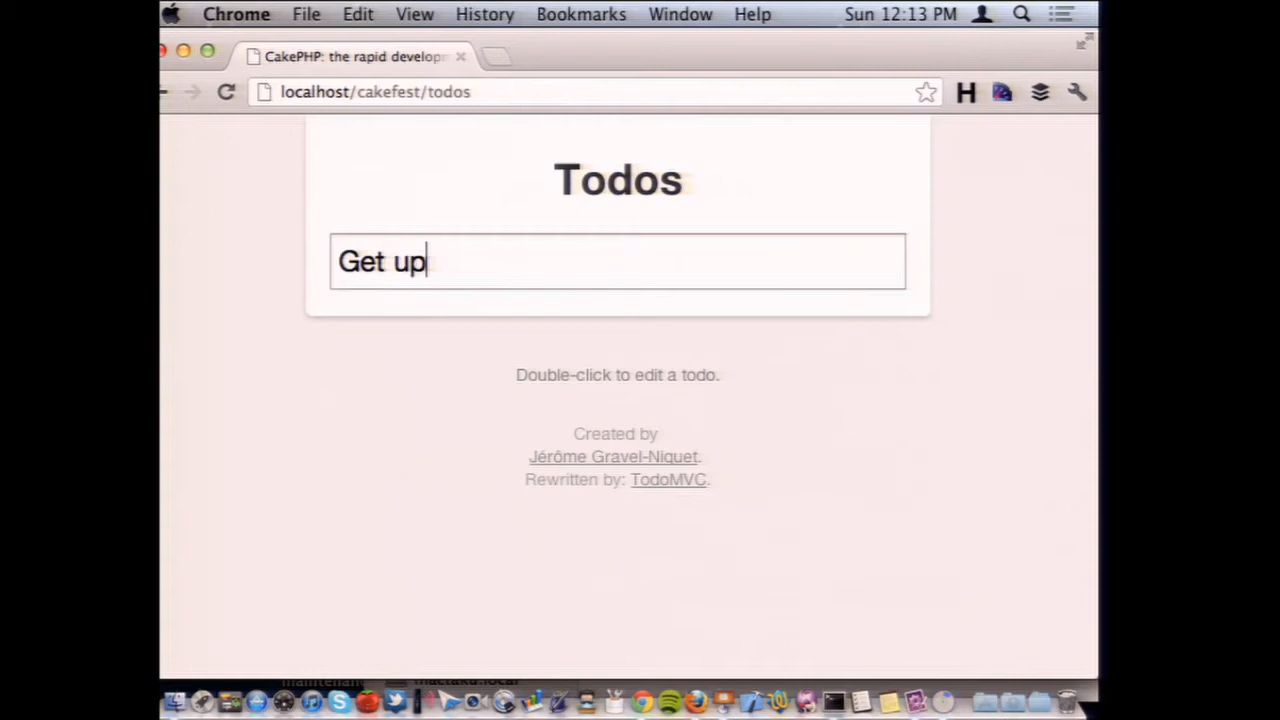 Chrome File Edit View History Bookmarks Window Help Sun 12:13 PM
CakePHP: the rapid develop
localhost/cakefest/todos
H
Todos
Get up
Double-click to edit a todo.
Created by
Jérôme Gravel-Niquet.
Rewritten by: TodoMVC.